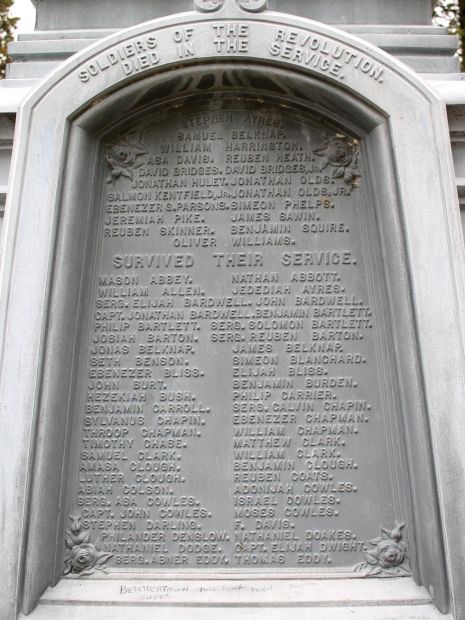 SOLDIERS OF THE REVOLUTION.
DIED IN THE SERVICE.
STEPHEN AYRES.
SAMUEL BELKNAP.
WILLIAM HARRINGTON.
ASA DAVIS. REUBEN HEATH.
DAVID BRIDGES. DAVID BRIDGES, JR.
JONATHAN HULET. JONATHAN OLDS.
SALMON KENTFIELD, JR. JONATHAN OLDS, JR.
EBENEZER G. PARSONS. SIMEON PHELPS.
JEREMIAH PIKE. JAMES SAWIN.
REUBEN SKINNER. BENJAMIN SQUIRE.
OLIVER WILLIAMS.
SURVIVED THEIR SERVICE.
MASON ABBEY. NATHAN ABBOTT.
WILLIAM ALLEN. JEDEDIAH AYRES.
SERG. ELIJAH BARDWELL. JOHN BARDWELL.
CAPT. JONATHAN BARDWELL. BENJAMIN BARTLETT.
PHILIP BARTLETT. SERG. SOLOMON BARTLETT.
JOSIAH BARTON. SERG. REUBEN BARTON.
JONAS BELKNAP. JAMES BELKNAP.
SETH BENSON. SIMEON BLANCHARD.
EBENEZER BLISS. ELIJAH BLISS.
JOHN BURT. BENJAMIN BURDEN.
HEZEKIAH BUSH. PHILIP CARRIER.
BENJAMIN CARROLL. SERG. CALVIN CHAPIN.
SYLVANUS CHAPIN. EBENEZER CHAPMAN.
THROOP CHAPMAN. WILLIAM CHAPMAN.
TIMOTHY CHASE. MATTHEW CLARK.
SAMUEL CLARK. WILLIAM CLARK.
AMASA CLOUGH. BENJAMIN CLOUGH.
LUTHER CLOUGH. REUBEN COATS.
ABIAH COLSON. ADONIJAH COWLES.
SERG. ASA COWLES. ISRAEL COWLES.
CAPT. JOHN COWLES. MOSES COWLES.
STEPHEN DARLING. F. DAVIS.
PHILANDER DENSLOW. NATHANIEL DOAKES.
NATHANIEL DODGE. CAPT. ELIJAH DWIGHT.
SERG. ABNER EDDY. THOMAS EDDY.
BELCHERTOWN